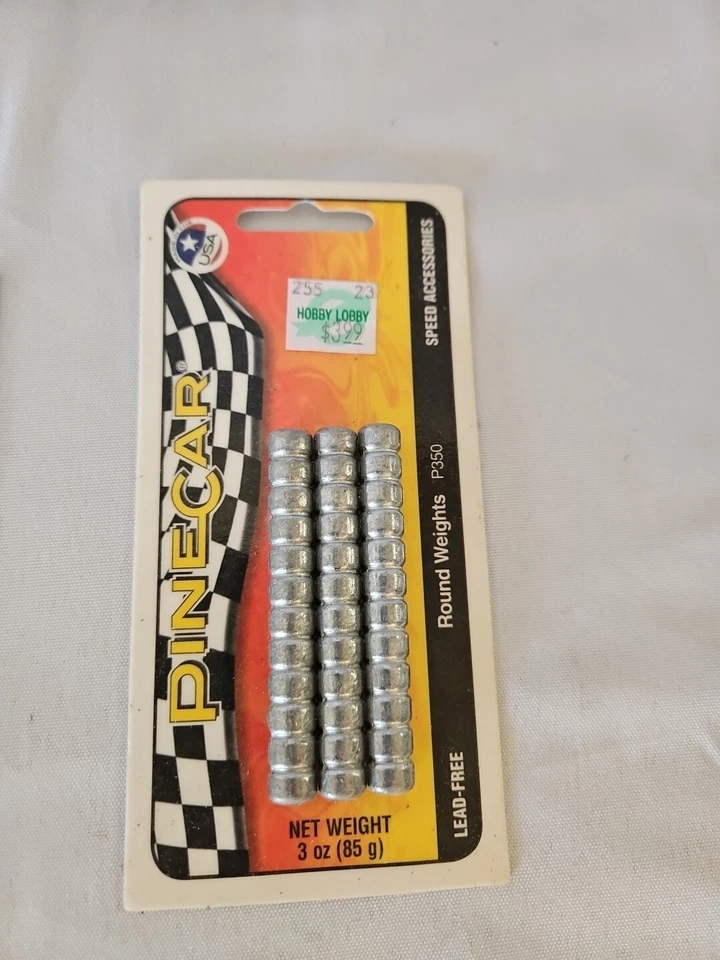 USA
255 23
HOBBY LOBBY
$3.99
PINECAR®
SPEED ACCESSORIES
Round Weights P350
LEAD-FREE
NET WEIGHT
3 oz (85 g)